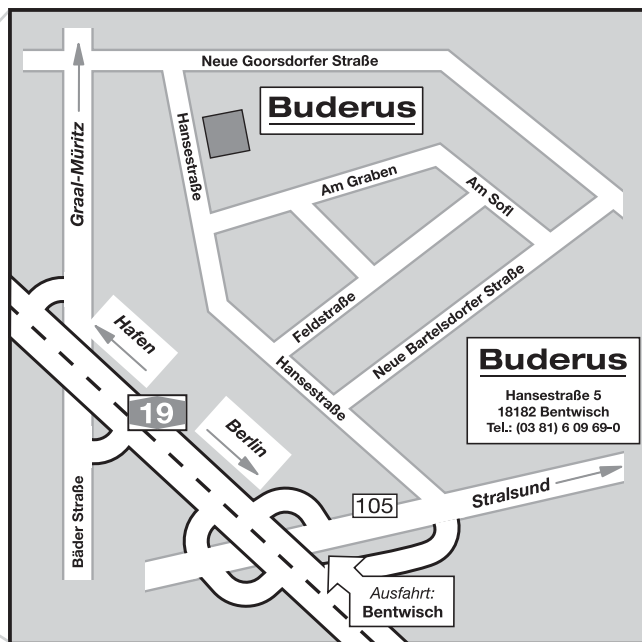 Neue Goorsdorfer Straße
Buderus
Graal-Müritz
Hansestraße
Am Graben
Am Sofl
Feldstraße
Neue Bartelsdorfer Straße
Hafen
Hansestraße
Buderus
Hansestraße 5
18182 Bentwisch
Tel.: (03 81) 6 09 69-0
19
Berlin
105
Stralsund
Bäder Straße
Ausfahrt:
Bentwisch